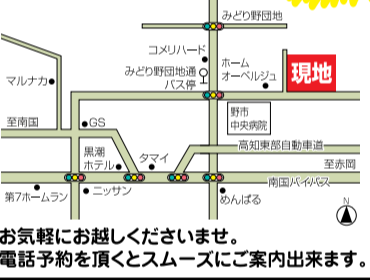 みどり野団地
コメリハード
みどり野団地通
バス停
ホーム
オーベルジュ
現地
マルナカ
野市
中央病院
至南国
GS
高知東部自動車道
黒潮
ホテル
タマイ
至赤岡
南国バイパス
第7ホームラン
ニッサン
めんぱる
N
お気軽にお越しくださいませ。
電話予約を頂くとスムーズにご案内出来ます。